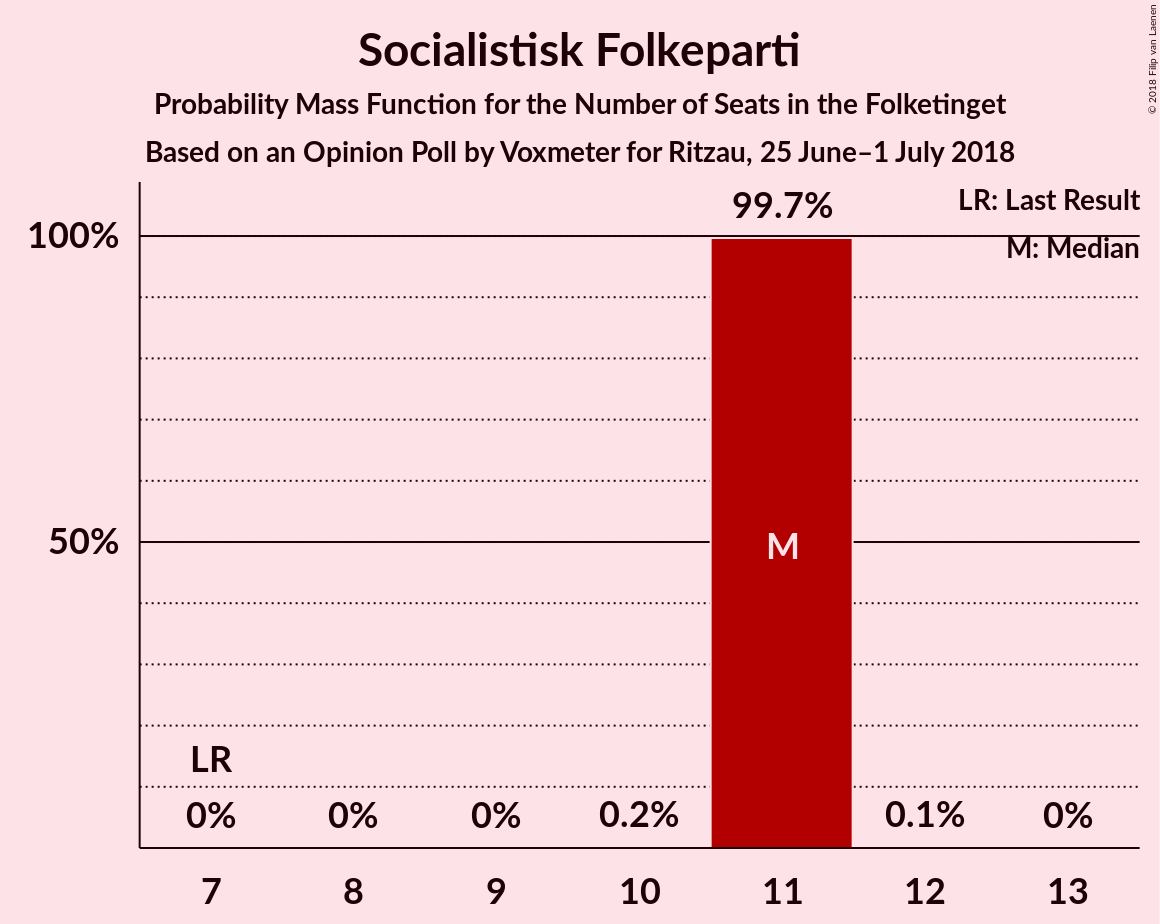 Socialistisk Folkeparti
Probability Mass Function for the Number of Seats in the Folketinget
Based on an Opinion Poll by Voxmeter for Ritzau, 25 June–1 July 2018
© 2018 Filip van Laenen
LR: Last Result
M: Median
99.7%
100%
50%
M
LR
0% 0% 0% 0.2% 0.1% 0%
7 8 9 10 11 12 13